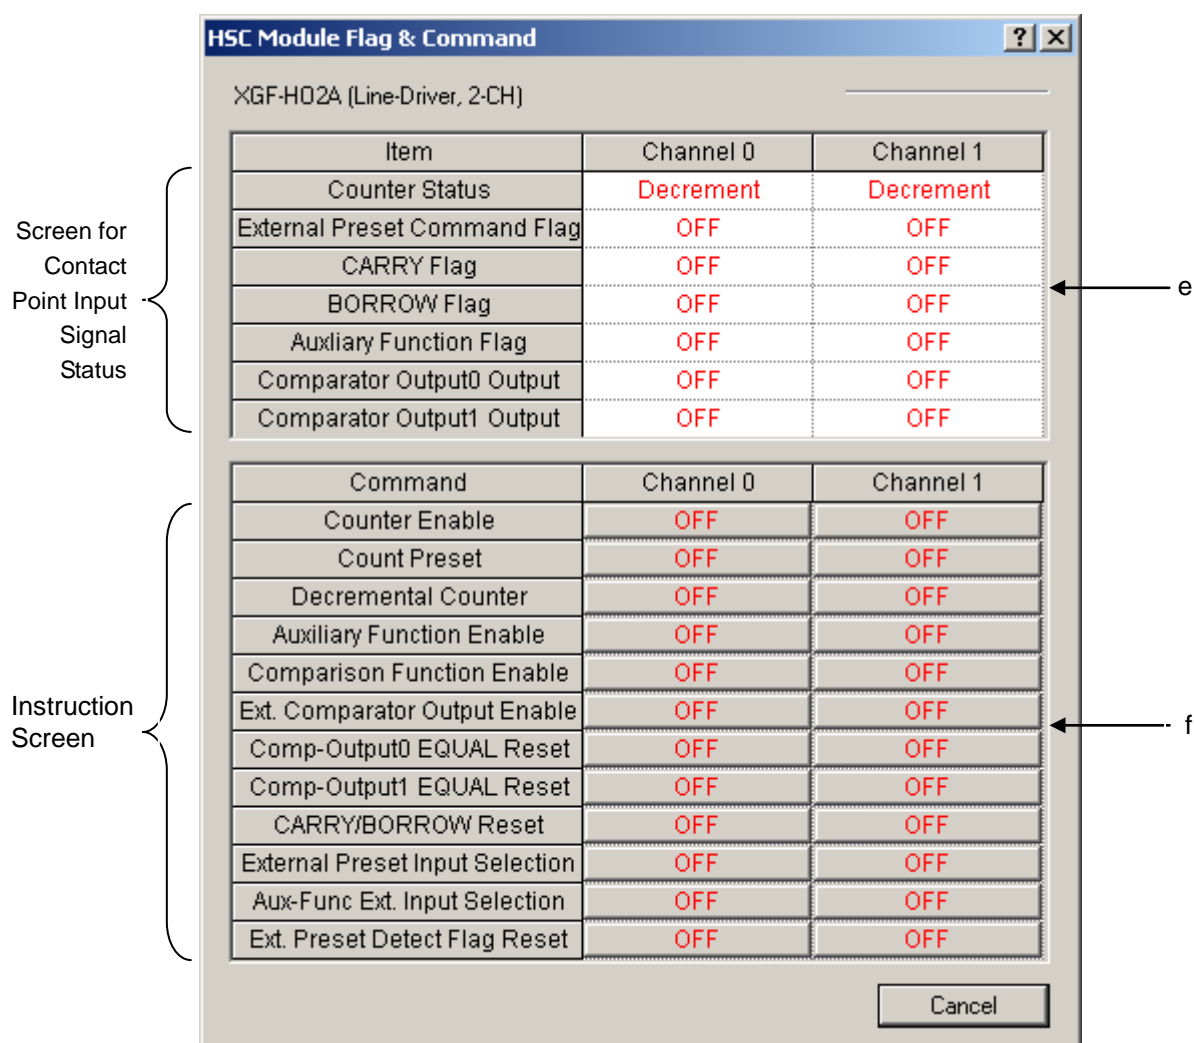 HSC Module Flag & Command
XGF-HO2A (Line-Driver, 2-CH)
Item Channel 0 Channel 1
Counter Status Decrement Decrement
External Preset Command Flag OFF OFF
CARRY Flag OFF OFF
BORROW Flag OFF OFF
Auxliary Function Flag OFF OFF
Comparator Output0 Output OFF OFF
Comparator Output1 Output OFF OFF
Screen for
Contact
Point Input
Signal
Status
e
Command Channel 0 Channel 1
Counter Enable OFF OFF
Count Preset OFF OFF
Decremental Counter OFF OFF
Auxiliary Function Enable OFF OFF
Comparison Function Enable OFF OFF
Ext. Comparator Output Enable OFF OFF
Comp-Output0 EQUAL Reset OFF OFF
Comp-Output1 EQUAL Reset OFF OFF
CARRY/BORROW Reset OFF OFF
External Preset Input Selection OFF OFF
Aux-Func Ext. Input Selection OFF OFF
Ext. Preset Detect Flag Reset OFF OFF
Instruction
Screen
f
Cancel